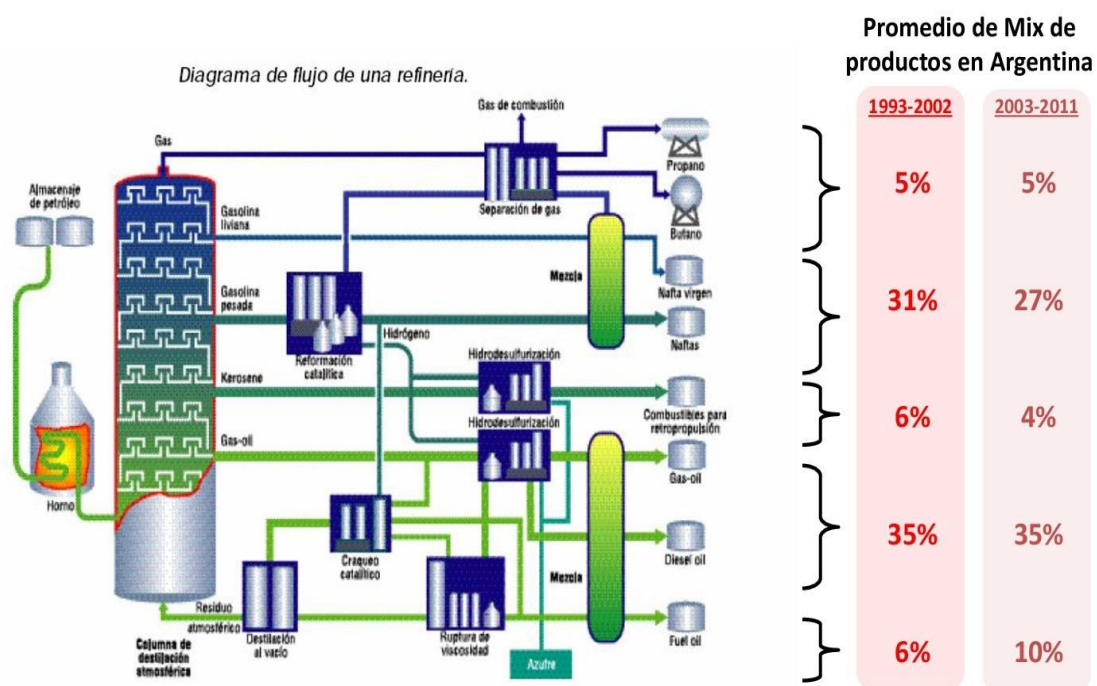 Promedio de Mix de
productos en Argentina
1993-2002
2003-2011
Diagrama de flujo de una refinería.
Gas de combustión
Gas
Propano
5%
5%
Almacenaje
de petróleo
Gasolina
liviana
Separación de gas
Butano
Mezcla
Nafta virgen
Gasolina
pesada
31%
27%
Hidrógeno
Naftas
Reformación
catalítica
Hidrodesulfurización
Kerosene
Combustibles para
retropropulsión
6%
4%
Hidrodesulfurización
Gas-oil
Gas-oil
Horno
35%
35%
Craqueo
catalítico
Diesel oil
Mezcla
Residuo
atmosférico
Destilación
al vacío
Ruptura de
viscosidad
Fuel oil
Columna de
destilación
atmosférica
Azufre
6%
10%